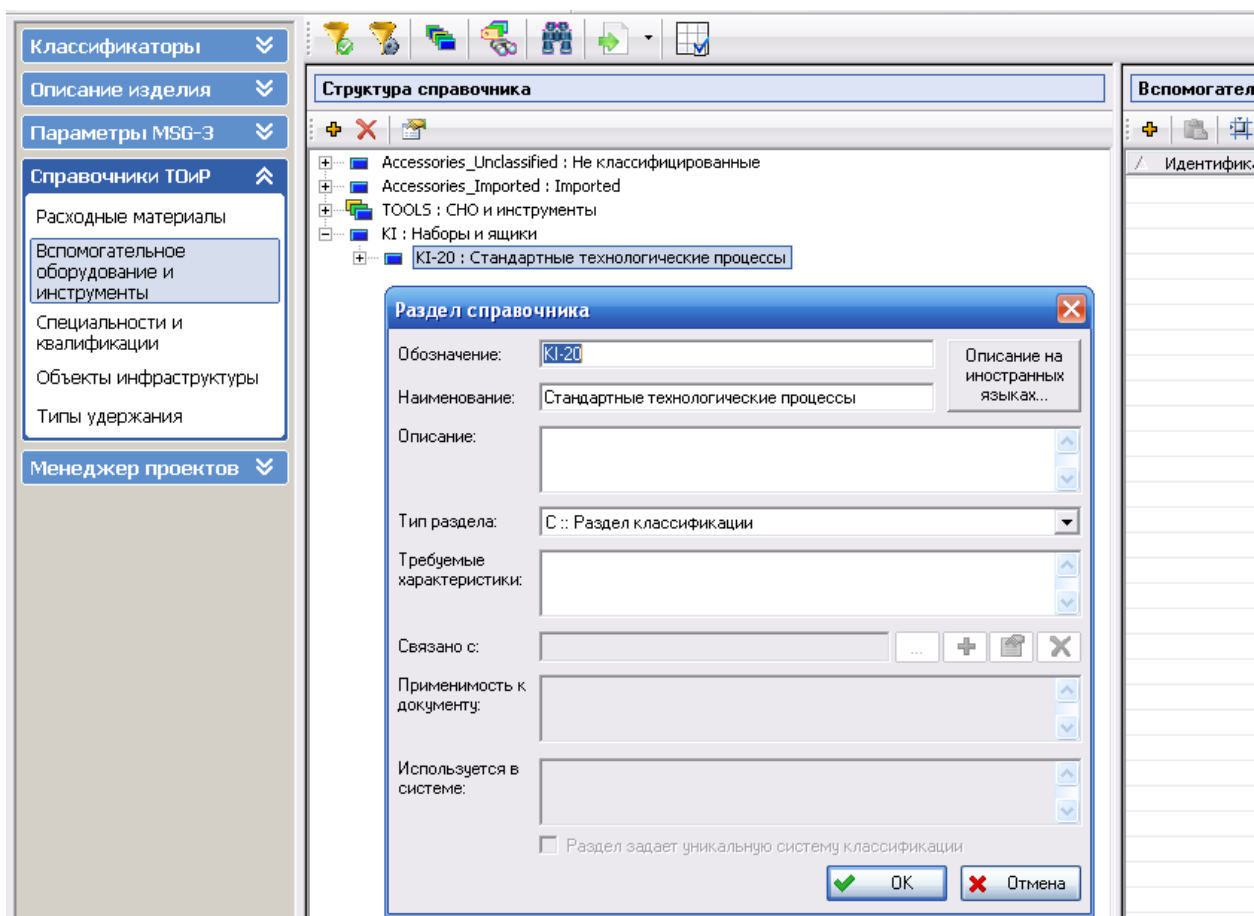 Классификаторы
Описание изделия
Параметры MSG-3
Справочники ТОиР
Расходные материалы
Вспомогательное
оборудование и
инструменты
Специальности и
квалификации
Объекты инфраструктуры
Типы удержания
Менеджер проектов
Структура справочника
Accessories_Unclassified : Не классифицированные
Accessories_Imported : Imported
TOOLS : СНО и инструменты
KI : Наборы и ящики
KI-20 : Стандартные технологические процессы
Раздел справочника
Обозначение:
KI-20
Описание на
иностранных
языках...
Наименование:
Стандартные технологические процессы
Описание:
Тип раздела:
C :: Раздел классификации
Требуемые
характеристики:
Связано с:
...
Применимость к
документу:
Используется в
системе:
Раздел задает уникальную систему классификации
OK
Отмена
Вспомогател
Идентифика